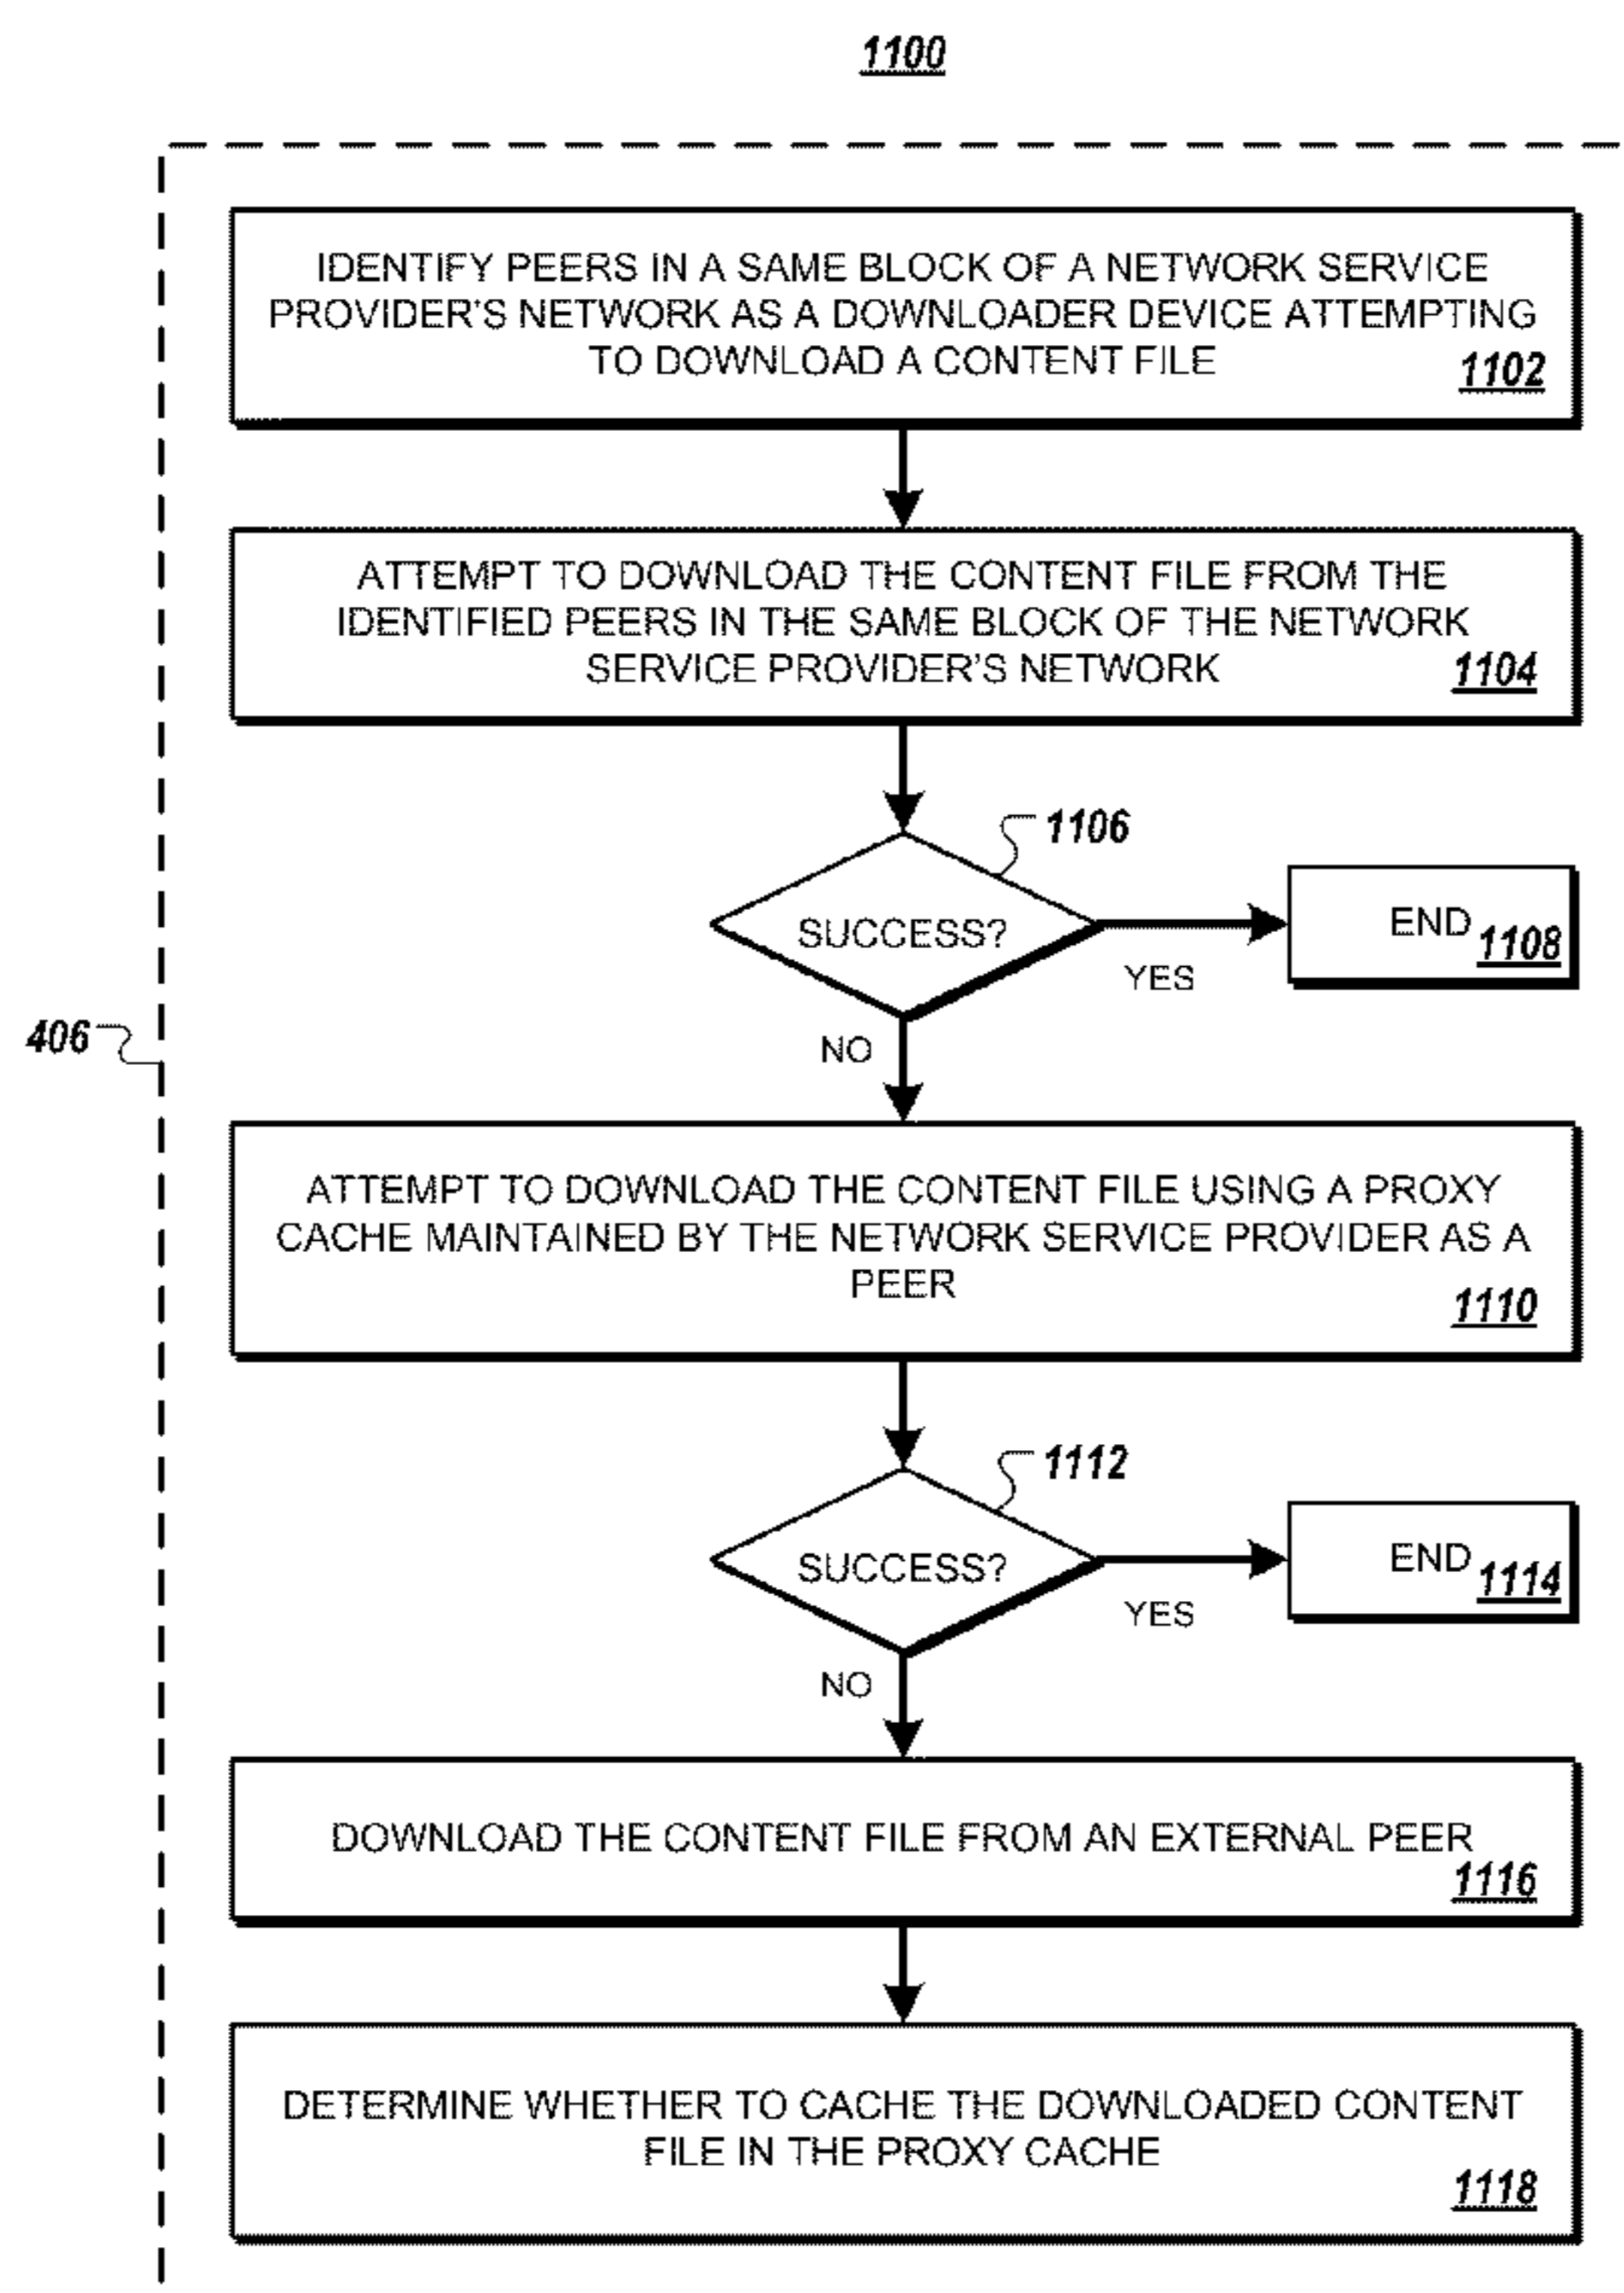 1100
IDENTIFY PEERS IN A SAME BLOCK OF A NETWORK SERVICE
PROVIDER'S NETWORK AS A DOWNLOADER DEVICE ATTEMPTING
TO DOWNLOAD A CONTENT FILE
1102
ATTEMPT TO DOWNLOAD THE CONTENT FILE FROM THE
IDENTIFIED PEERS IN THE SAME BLOCK OF THE NETWORK
SERVICE PROVIDER'S NETWORK
1104
1106
SUCCESS?
YES
END
1108
NO
406
ATTEMPT TO DOWNLOAD THE CONTENT FILE USING A PROXY
CACHE MAINTAINED BY THE NETWORK SERVICE PROVIDER AS A
PEER
1110
1112
SUCCESS?
YES
END
1114
NO
DOWNLOAD THE CONTENT FILE FROM AN EXTERNAL PEER
1116
DETERMINE WHETHER TO CACHE THE DOWNLOADED CONTENT
FILE IN THE PROXY CACHE
1118